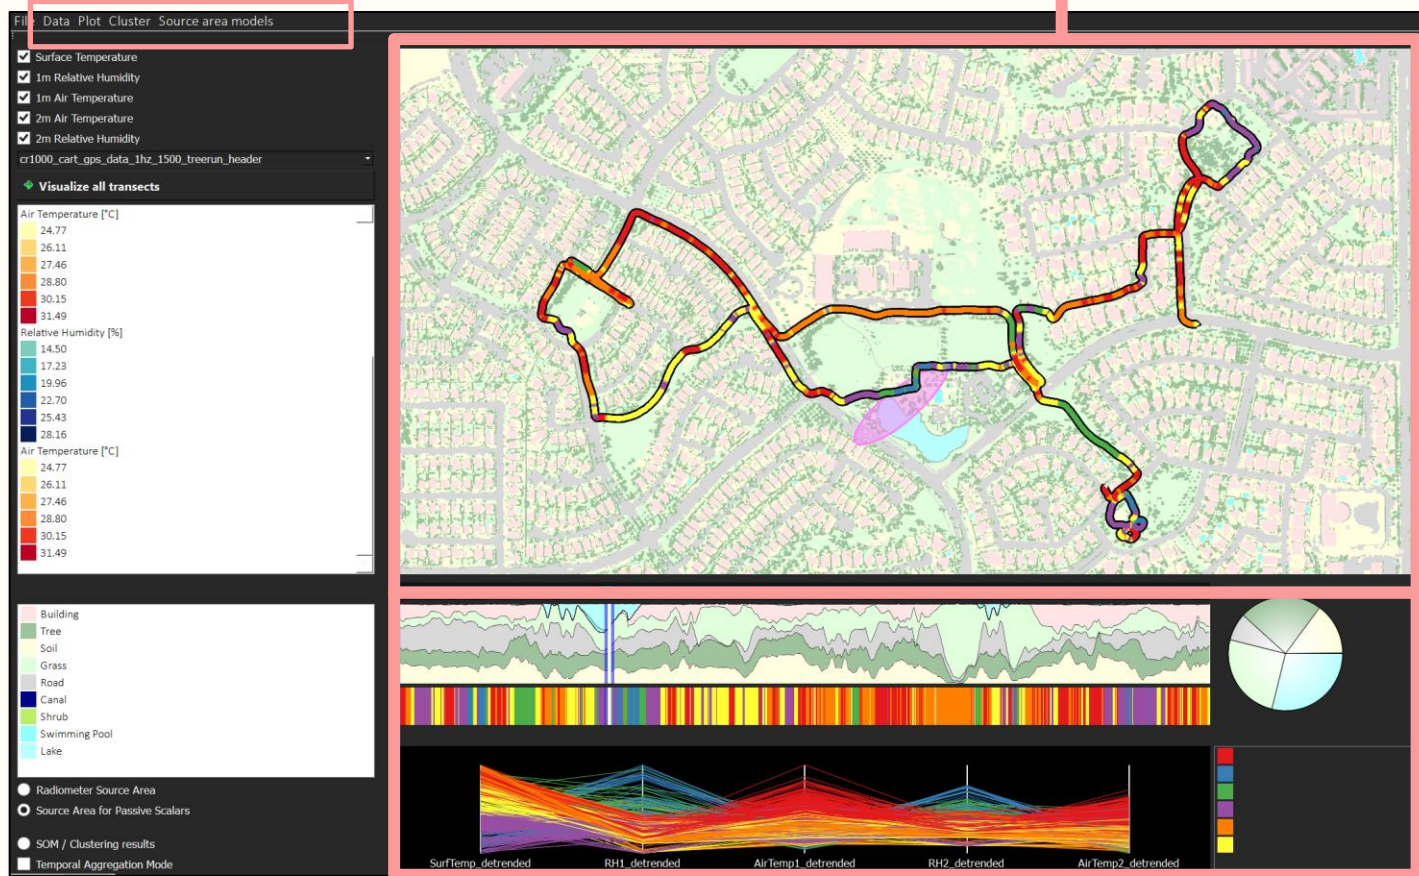 File Data Plot Cluster Source area models
Surface Temperature
1m Relative Humidity
1m Air Temperature
2m Air Temperature
2m Relative Humidity
cr1000_cart_gps_data_1hz_1500_treerun_header
Visualize all transects
Air Temperature [°C]
24.77
26.11
27.46
28.80
30.15
31.49
Relative Humidity [%]
14.50
17.23
19.96
22.70
25.43
28.16
Air Temperature [°C]
24.77
26.11
27.46
28.80
30.15
31.49
Building
Tree
Soil
Grass
Road
Canal
Shrub
Swimming Pool
Lake
Radiometer Source Area
Source Area for Passive Scalars
SOM / Clustering results
Temporal Aggregation Mode
SurfTemp_detrended RH1_detrended AirTemp1_detrended RH2_detrended AirTemp2_detrended